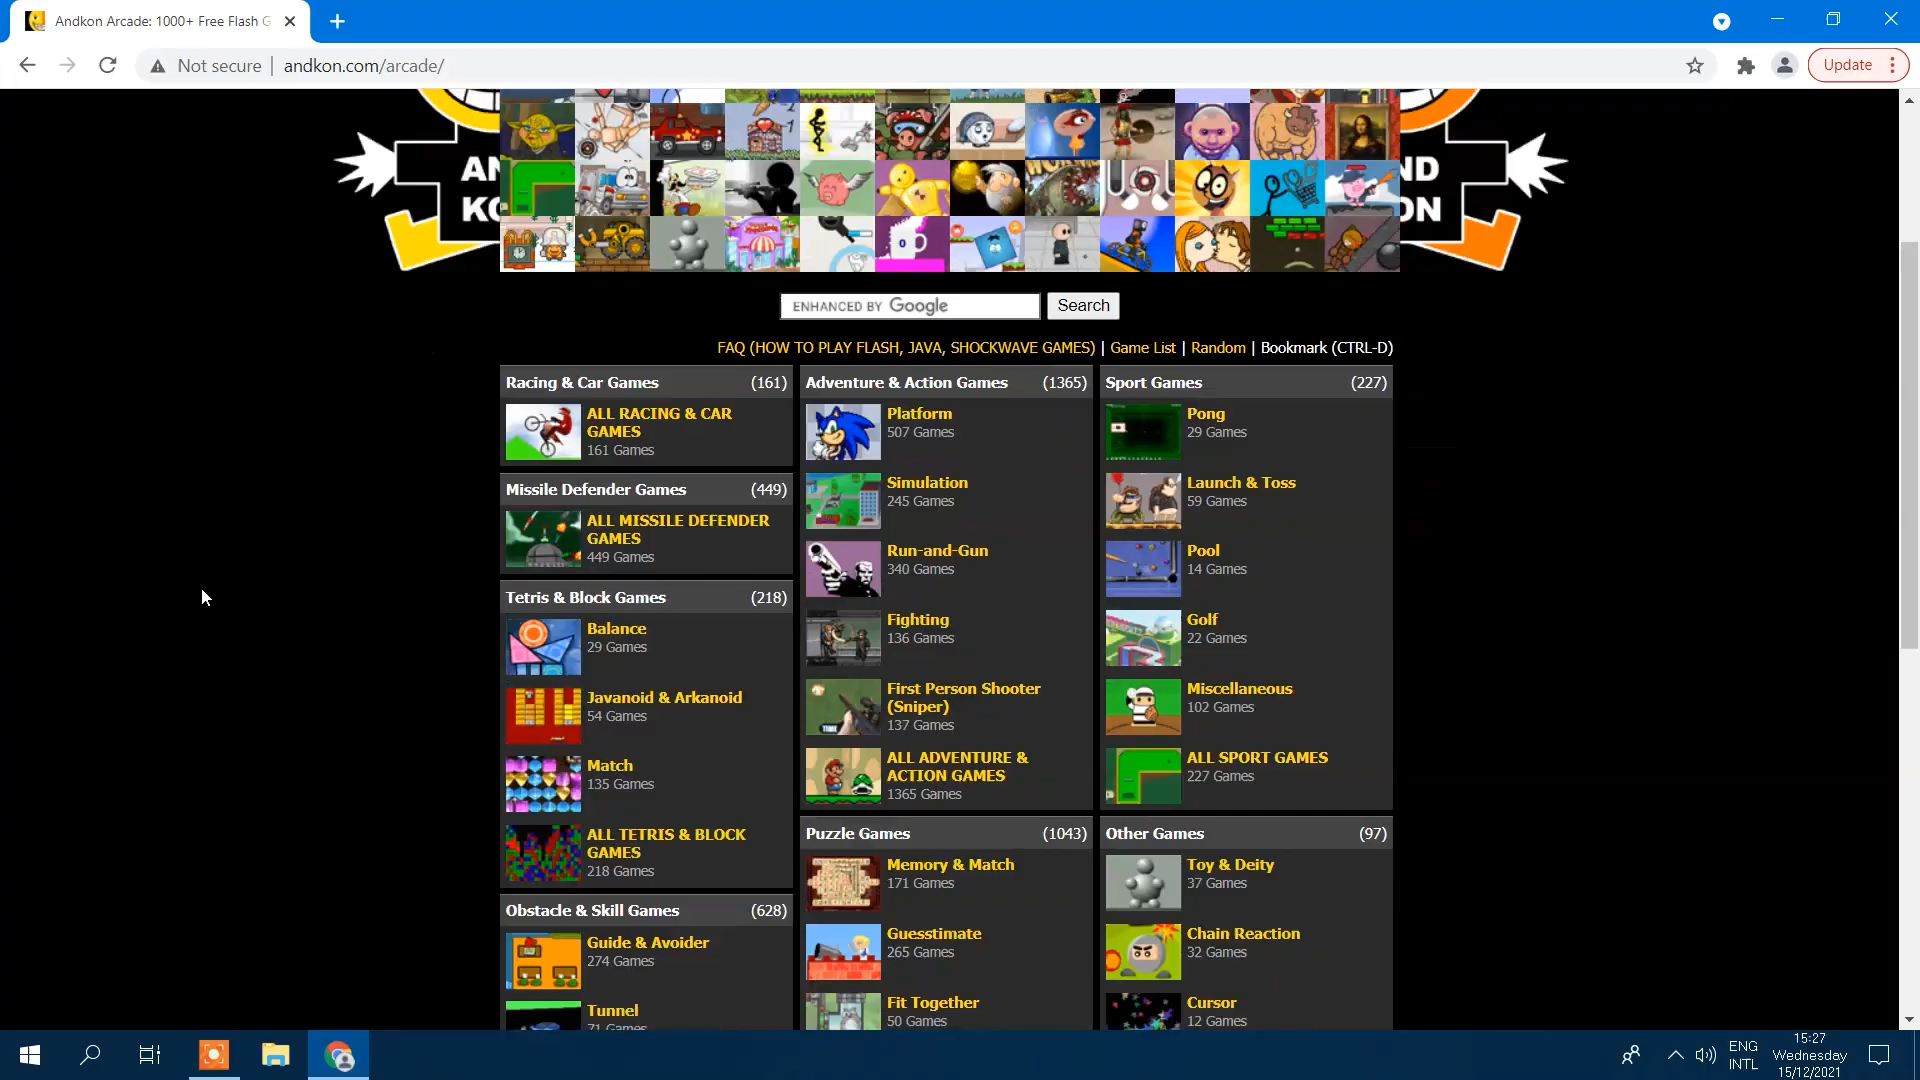 Andkon Arcade: 1000+ Free Flash G
Update
Not secure
andkon.com/arcade/
AN
KO
ND
ON
0
ENHANCED BY Google
Search
FAQ (HOW TO PLAY FLASH, JAVA, SHOCKWAVE GAMES) | Game List | Random | Bookmark (CTRL-D)
Racing & Car Games (161)
ALL RACING & CAR
GAMES
161 Games
Missile Defender Games (449)
ALL MISSILE DEFENDER
GAMES
449 Games
Tetris & Block Games (218)
Balance
29 Games
Javanoid & Arkanoid
54 Games
Match
135 Games
ALL TETRIS & BLOCK
GAMES
218 Games
Obstacle & Skill Games (628)
Guide & Avoider
274 Games
Tunnel
71 Games
Adventure & Action Games (1365)
Platform
507 Games
Simulation
245 Games
Run-and-Gun
340 Games
Fighting
136 Games
First Person Shooter
(Sniper)
137 Games
TIME
ALL ADVENTURE &
ACTION GAMES
1365 Games
Puzzle Games (1043)
Memory & Match
171 Games
Guesstimate
265 Games
Fit Together
50 Games
Sport Games (227)
Pong
29 Games
Launch & Toss
59 Games
Pool
14 Games
Golf
22 Games
Miscellaneous
102 Games
ALL SPORT GAMES
227 Games
Other Games (97)
Toy & Deity
37 Games
Chain Reaction
32 Games
Cursor
12 Games
ENG
INTL
15:27
Wednesday
15/12/2021